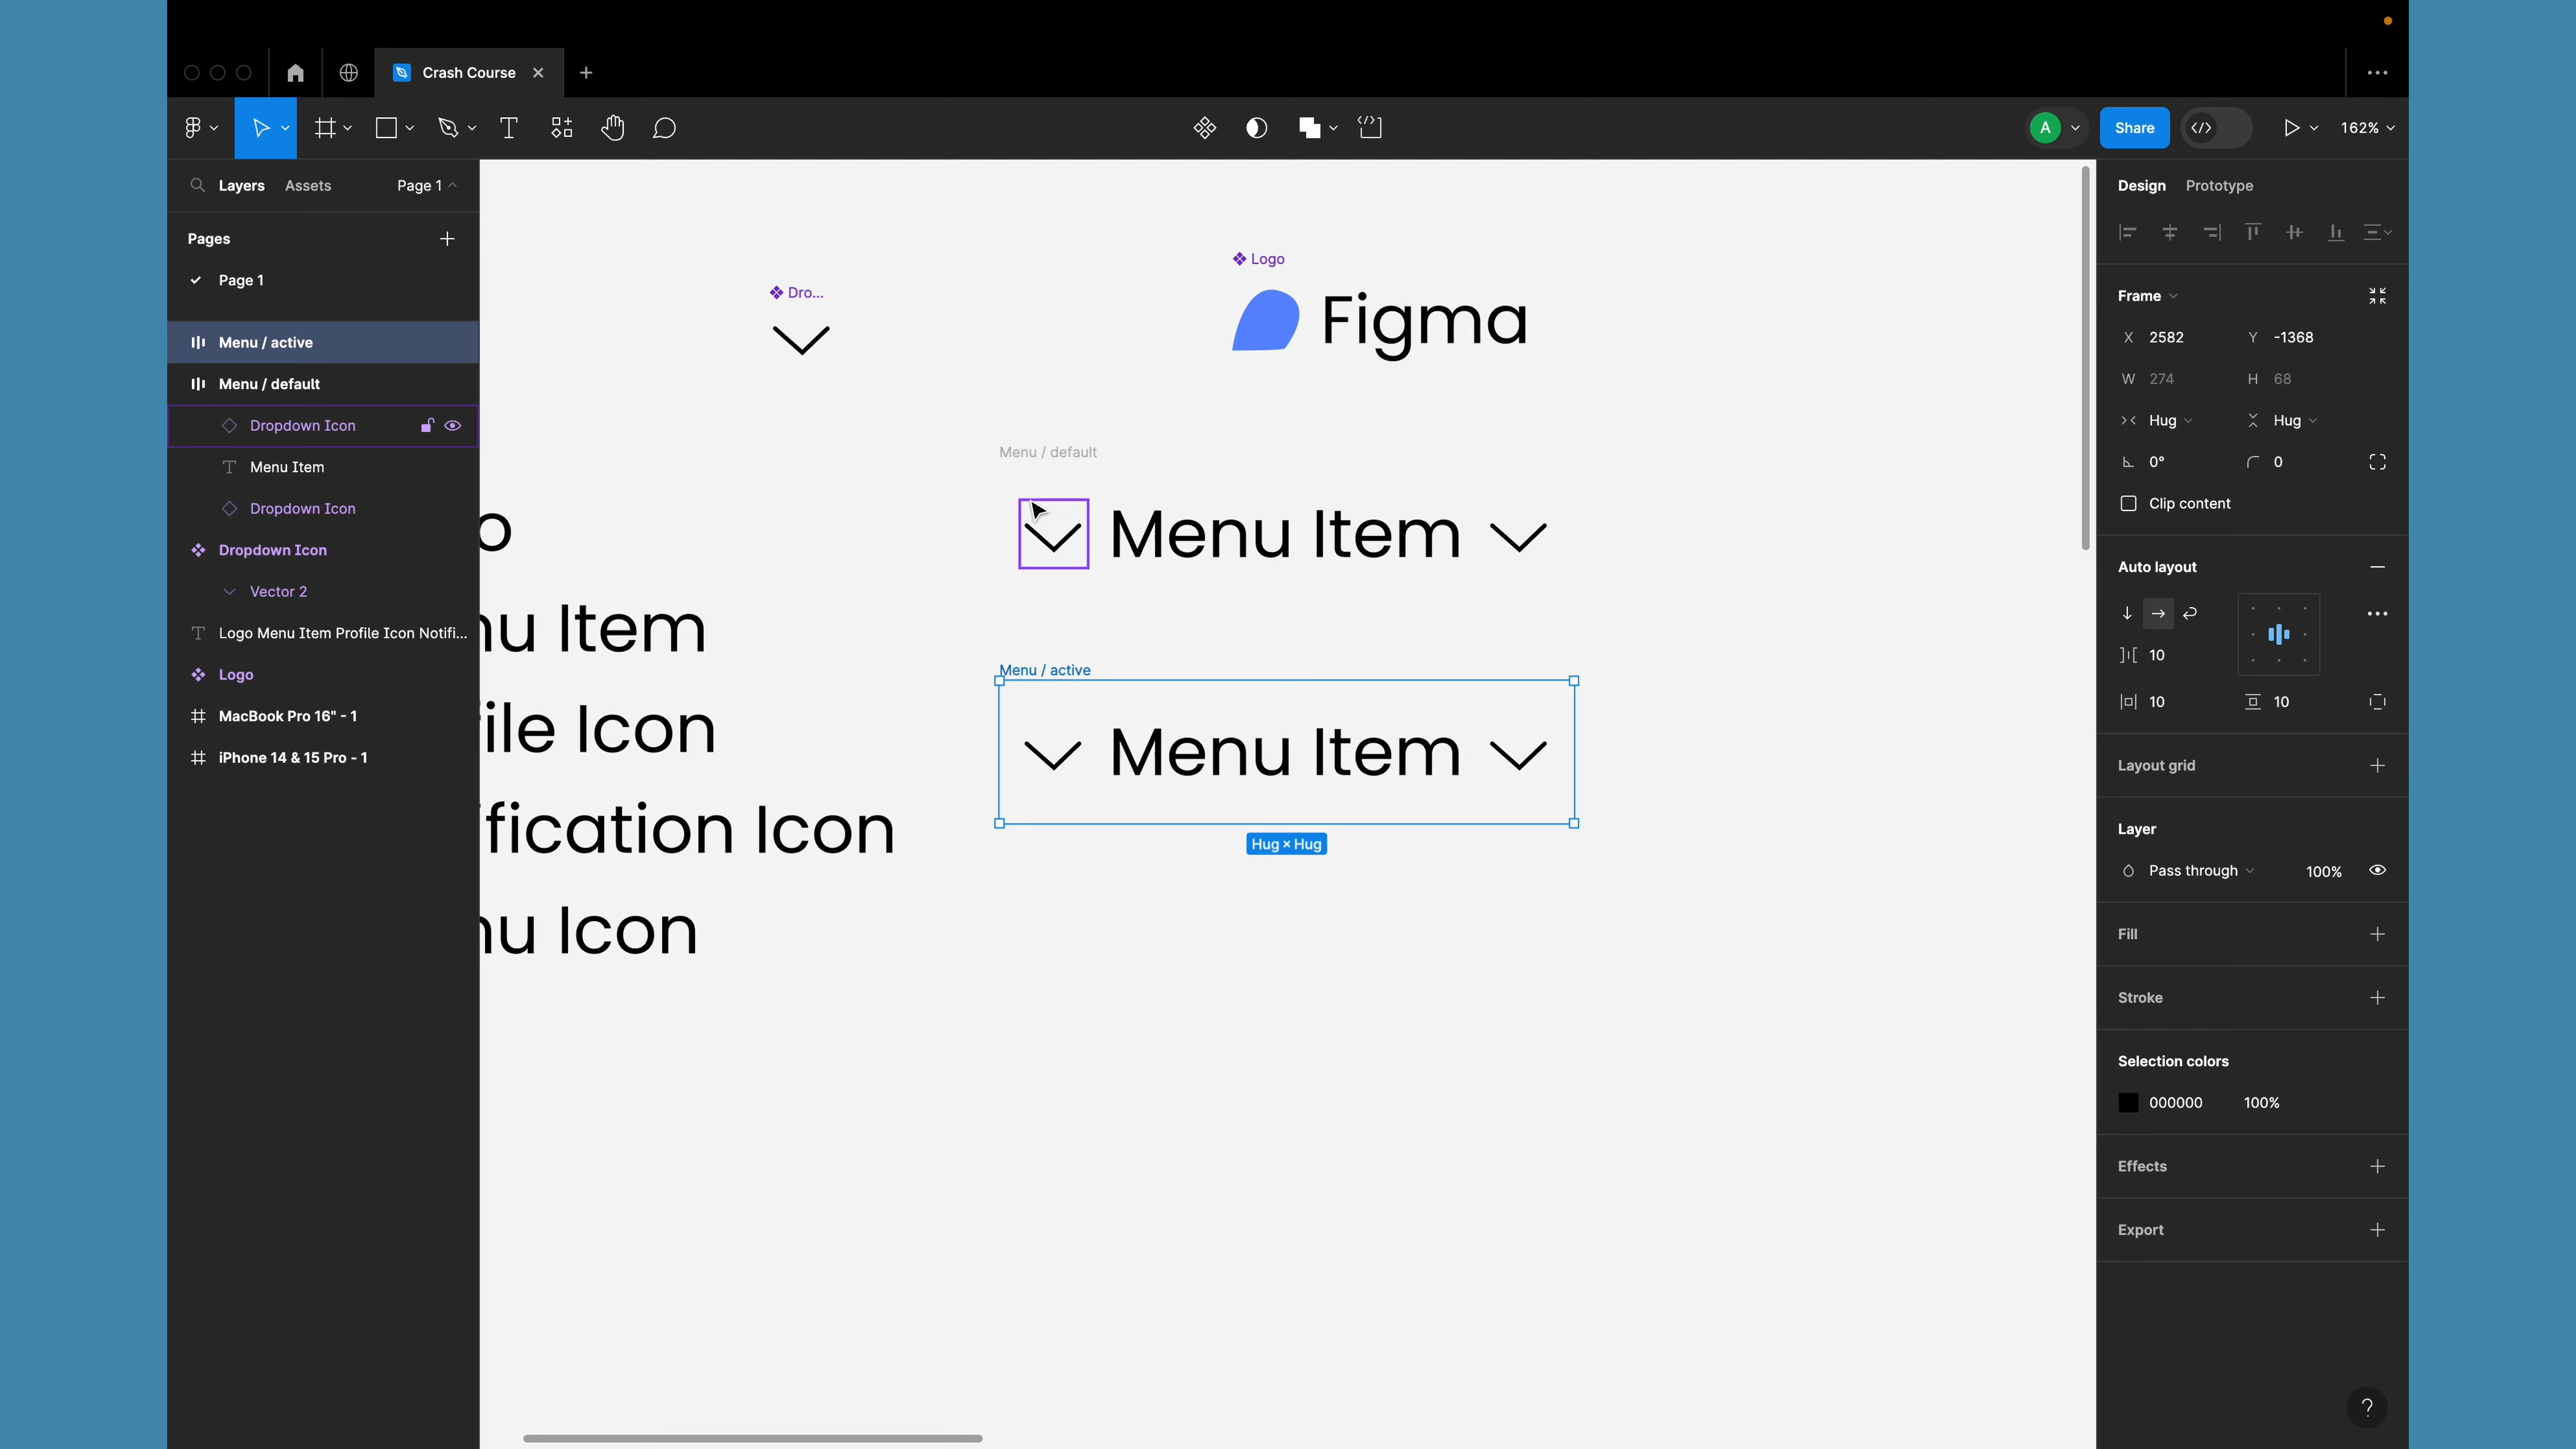 Crash Course
A
Share
162%
Layers
Assets
Page 1
Pages
Page 1
Menu / active
Menu / default
Dropdown Icon
Menu Item
Dropdown Icon
Dropdown Icon
Vector 2
Logo Menu Item Profile Icon Notifi...
Logo
MacBook Pro 16" - 1
iPhone 14 & 15 Pro - 1
Dro...
Logo
Figma
o
nu Item
ile Icon
fication Icon
nu Icon
Menu / default
Menu Item
Menu / active
Menu Item
Hug × Hug
Design
Prototype
Frame
X 2582 Y -1368
W 274 H 68
Hug Hug
0° 0
Clip content
Auto layout
10
10 10
Layout grid
Layer
Pass through 100%
Fill
Stroke
Selection colors
000000 100%
Effects
Export
?